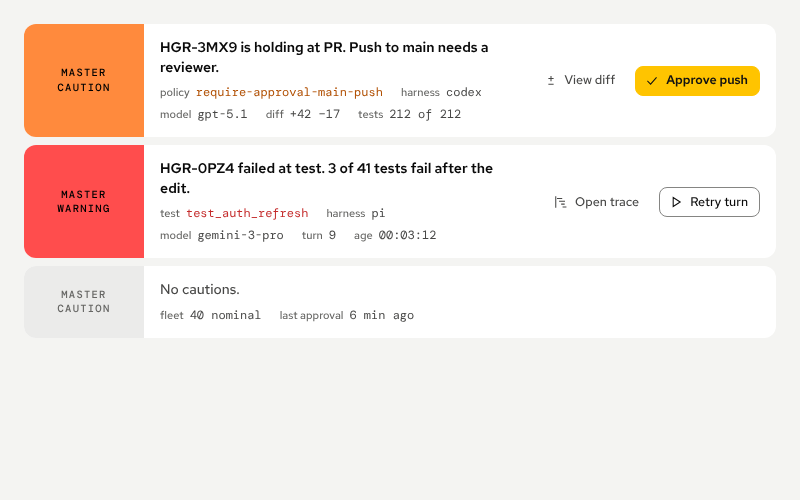 MASTER
CAUTION
HGR-3MX9 is holding at PR. Push to main needs a
reviewer.
policy require-approval-main-push harness codex
model gpt-5.1 diff +42 −17 tests 212 of 212
View diff
Approve push
MASTER
WARNING
HGR-0PZ4 failed at test. 3 of 41 tests fail after the
edit.
test test_auth_refresh harness pi
model gemini-3-pro turn 9 age 00:03:12
Open trace
Retry turn
MASTER
CAUTION
No cautions.
fleet 40 nominal last approval 6 min ago